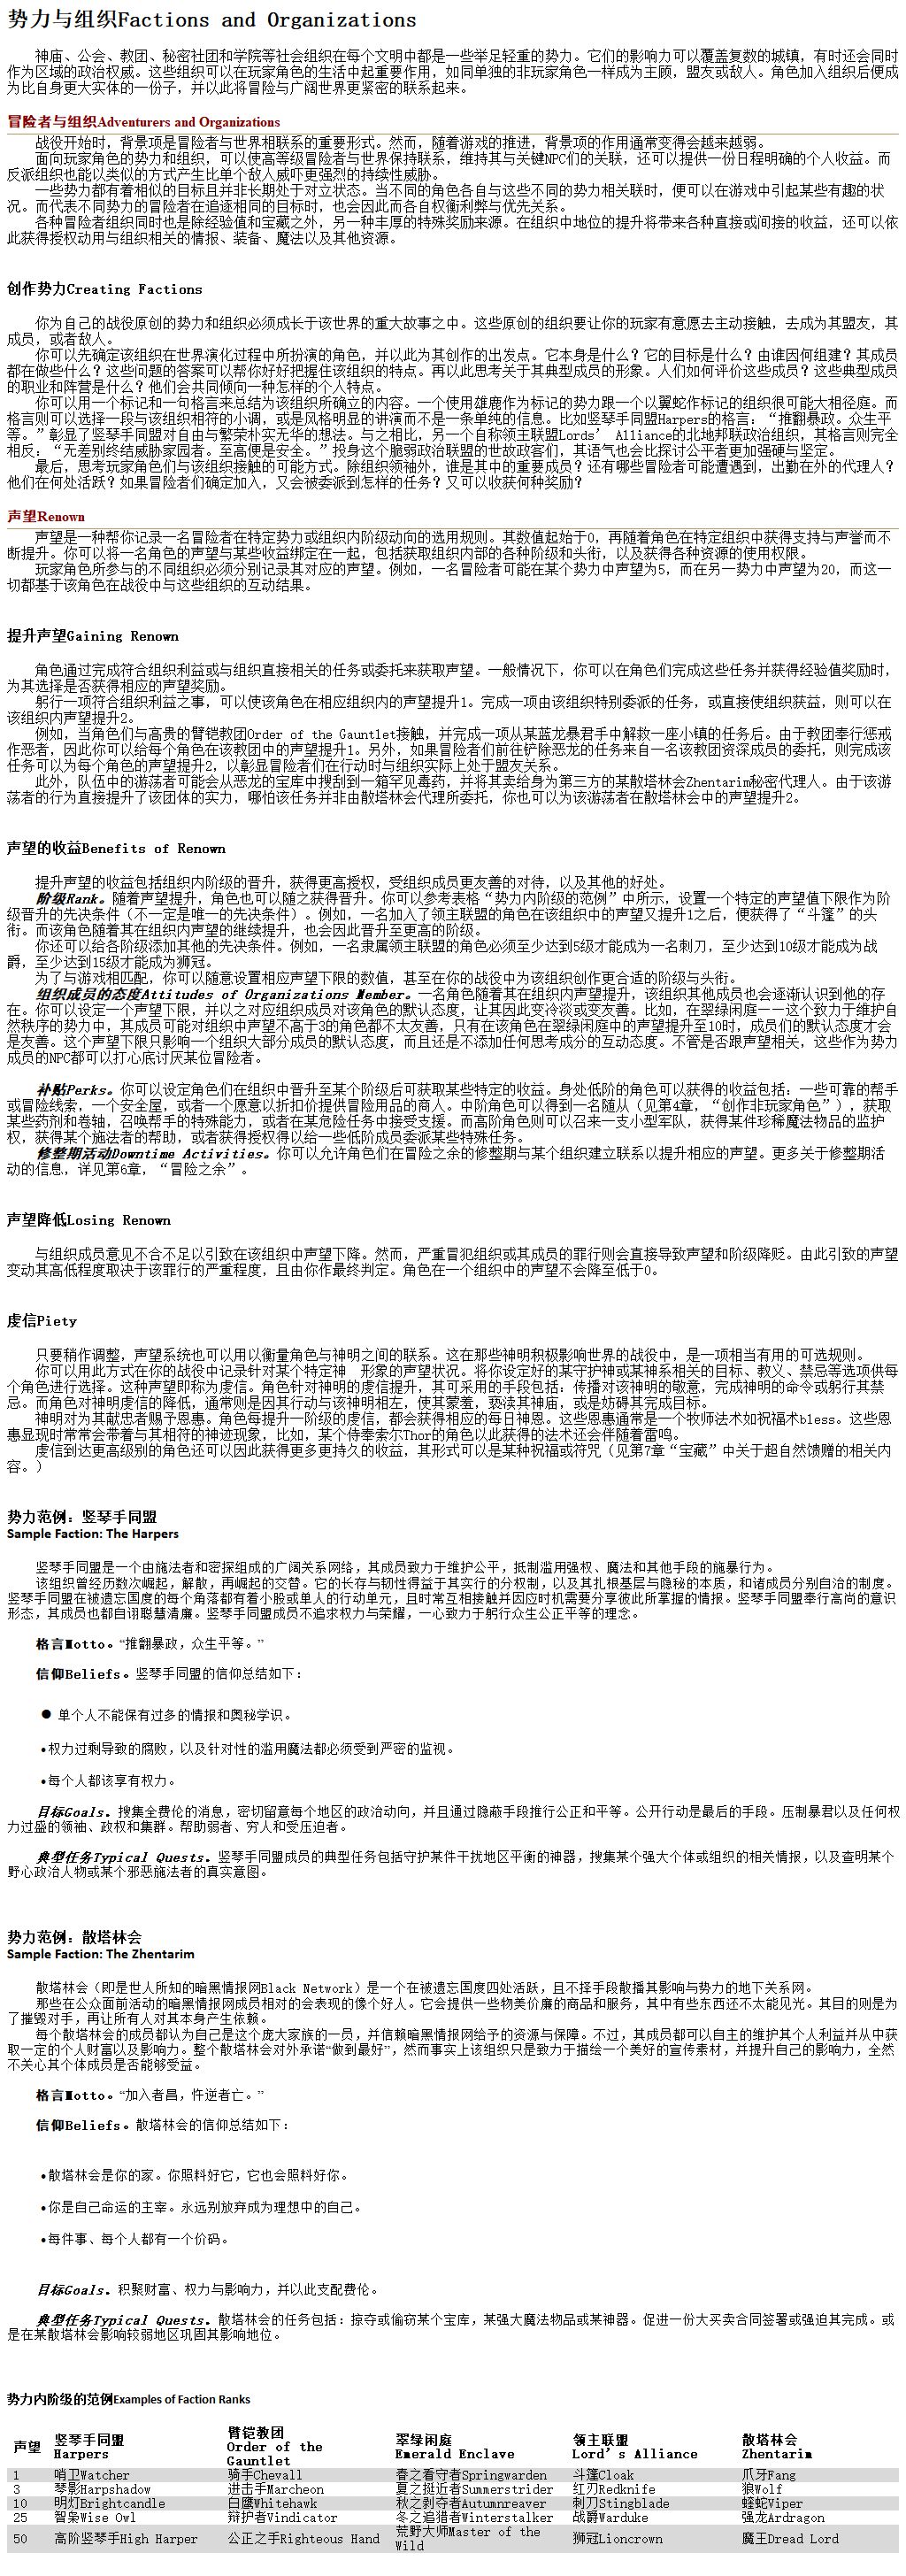 势力与组织Factions and Organizations
神庙、公会、教团、秘密社团和学院等社会组织在每个文明中都是一些举足轻重的势力。它们的影响力可以覆盖复数的城镇，有时还会同时
作为区域的政治权威。这些组织可以在玩家角色的生活中起重要作用，如同单独的非玩家角色一样成为主顾，盟友或敌人。角色加入组织后便成
为比自身更大实体的一份子，并以此将冒险与广阔世界更紧密的联系起来。
冒险者与组织Adventurers and Organizations
战役开始时，背景项是冒险者与世界相联系的重要形式。然而，随着游戏的推进，背景项的作用通常变得会越来越弱。
面向玩家角色的势力和组织，可以使高等级冒险者与世界保持联系，维持其与关键NPC们的关联，还可以提供一份日程明确的个人收益。而
反派组织也能以类似的方式产生比单个敌人威吓更强烈的持续性威胁。
一些势力都有着相似的目标且并非长期处于对立状态。当不同的角色各自与这些不同的势力相关联时，便可以在游戏中引起某些有趣的状
况。而代表不同势力的冒险者在追逐相同的目标时，也会因此而各自权衡利弊与优先关系。
各种冒险者组织同时也是除经验值和宝藏之外，另一种丰厚的特殊奖励来源。在组织中地位的提升将带来各种直接或间接的收益，还可以依
此获得授权动用与组织相关的情报、装备、魔法以及其他资源。
创作势力Creating Factions
你为自己的战役原创的势力和组织必须成长于该世界的重大故事之中。这些原创的组织要让你的玩家有意愿去主动接触，去成为其盟友，其
成员，或者敌人。
你可以先确定该组织在世界演化过程中所扮演的角色，并以此为其创作的出发点。它本身是什么？它的目标是什么？由谁因何组建？其成员
都在做些什么？这些问题的答案可以帮你好好把握住该组织的特点。再以此思考关于其典型成员的形象。人们如何评价这些成员？这些典型成员
的职业和阵营是什么？他们会共同倾向一种怎样的个人特点。
你可以用一个标记和一句格言来总结为该组织所确立的内容。一个使用雄鹿作为标记的势力跟一个以翼蛇作标记的组织很可能大相径庭。而
格言则可以选择一段与该组织相符的小调，或是风格明显的讲演而不是一条单纯的信息。比如竖琴手同盟Harpers的格言：“推翻暴政。众生平
等。”彰显了竖琴手同盟对自由与繁荣朴实无华的想法。与之相比，另一个自称领主联盟Lords’ Alliance的北地邦联政治组织，其格言则完全
相反：“无差别终结威胁家园者。至高便是安全。”投身这个脆弱政治联盟的世故政客们，其语气也会比探讨公平者更加强硬与坚定。
最后，思考玩家角色们与该组织接触的可能方式。除组织领袖外，谁是其中的重要成员？还有哪些冒险者可能遭遇到，出勤在外的代理人？
他们在何处活跃？如果冒险者们确定加入，又会被委派到怎样的任务？又可以收获何种奖励？
声望Renown
声望是一种帮你记录一名冒险者在特定势力或组织内阶级动向的选用规则。其数值起始于0，再随着角色在特定组织中获得支持与声誉而不
断提升。你可以将一名角色的声望与某些收益绑定在一起，包括获取组织内部的各种阶级和头衔，以及获得各种资源的使用权限。
玩家角色所参与的不同组织必须分别记录其对应的声望。例如，一名冒险者可能在某个势力中声望为5，而在另一势力中声望为20，而这一
切都基于该角色在战役中与这些组织的互动结果。
提升声望Gaining Renown
角色通过完成符合组织利益或与组织直接相关的任务或委托来获取声望。一般情况下，你可以在角色们完成这些任务并获得经验值奖励时，
为其选择是否获得相应的声望奖励。
躬行一项符合组织利益之事，可以使该角色在相应组织内的声望提升1。完成一项由该组织特别委派的任务，或直接使组织获益，则可以在
该组织内声望提升2。
例如，当角色们与高贵的臂铠教团Order of the Gauntlet接触，并完成一项从某蓝龙暴君手中解救一座小镇的任务后。由于教团奉行惩戒
作恶者，因此你可以给每个角色在该教团中的声望提升1。另外，如果冒险者们前往铲除恶龙的任务来自一名该教团资深成员的委托，则完成该
任务可以为每个角色的声望提升2，以彰显冒险者们在行动时与组织实际上处于盟友关系。
此外，队伍中的游荡者可能会从恶龙的宝库中搜刮到一箱罕见毒药，并将其卖给身为第三方的某散塔林会Zhentarim秘密代理人。由于该游
荡者的行为直接提升了该团体的实力，哪怕该任务并非由散塔林会代理所委托，你也可以为该游荡者在散塔林会中的声望提升2。
声望的收益Benefits of Renown
提升声望的收益包括组织内阶级的晋升，获得更高授权，受组织成员更友善的对待，以及其他的好处。
阶级Rank。随着声望提升，角色也可以随之获得晋升。你可以参考表格“势力内阶级的范例”中所示，设置一个特定的声望值下限作为阶
级晋升的先决条件（不一定是唯一的先决条件）。例如，一名加入了领主联盟的角色在该组织中的声望又提升1之后，便获得了“斗篷”的头
衔。而该角色随着其在组织内声望的继续提升，也会因此晋升至更高的阶级。
你还可以给各阶级添加其他的先决条件。例如，一名隶属领主联盟的角色必须至少达到5级才能成为一名刺刀，至少达到10级才能成为战
爵，至少达到15级才能成为狮冠。
为了与游戏相匹配，你可以随意设置相应声望下限的数值，甚至在你的战役中为该组织创作更合适的阶级与头衔。
组织成员的态度Attitudes of Organizations Member。一名角色随着其在组织内声望提升，该组织其他成员也会逐渐认识到他的存
在。你可以设定一个声望下限，并以之对应组织成员对该角色的默认态度，让其因此变冷淡或变友善。比如，在翠绿闲庭——这个致力于维护自
然秩序的势力中，其成员可能对组织中声望不高于3的角色都不太友善，只有在该角色在翠绿闲庭中的声望提升至10时，成员们的默认态度才会
是友善。这个声望下限只影响一个组织大部分成员的默认态度，而且还是不添加任何思考成分的互动态度。不管是否跟声望相关，这些作为势力
成员的NPC都可以打心底讨厌某位冒险者。
补贴Perks。你可以设定角色们在组织中晋升至某个阶级后可获取某些特定的收益。身处低阶的角色可以获得的收益包括：一些可靠的帮手
或冒险线索，一个安全屋，或者一个愿意以折扣价提供冒险用品的商人。中阶角色可以得到一名随从（见第4章，“创作非玩家角色”），获取
某些药剂和卷轴，召唤帮手的特殊能力，或者在某危险任务中接受支援。而高阶角色则可以召来一支小型军队，获得某件珍稀魔法物品的监护
权，获得某个施法者的帮助，或者获得授权得以给一些低阶成员委派某些特殊任务。
修整期活动Downtime Activities。你可以允许角色们在冒险之余的修整期与某个组织建立联系以提升相应的声望。更多关于修整期活
动的信息，详见第6章，“冒险之余”。
声望降低Losing Renown
与组织成员意见不合不足以引致在该组织中声望下降。然而，严重冒犯组织或其成员的罪行则会直接导致声望和阶级降贬。由此引致的声望
变动其高低程度取决于该罪行的严重程度，且由你作最终判定。角色在一个组织中的声望不会降至低于0。
虔信Piety
只要稍作调整，声望系统也可以用以衡量角色与神明之间的联系。这在那些神明积极影响世界的战役中，是一项相当有用的可选规则。
你可以用此方式在你的战役中记录针对某个特定神 形象的声望状况。将你设定好的某守护神或某神系相关的目标、教义、禁忌等选项供每
个角色进行选择。这种声望即称为虔信。角色针对神明的虔信提升，其可采用的手段包括：传播对该神明的敬意，完成神明的命令或躬行其禁
忌。而角色对神明虔信的降低，通常则是因其行动与该神明相左，使其蒙羞，亵渎其神庙，或是妨碍其完成目标。
神明对为其献忠者赐予恩惠。角色每提升一阶级的虔信，都会获得相应的每日神恩。这些恩惠通常是一个牧师法术如祝福术bless。这些恩
惠显现时常常会带着与其相符的神迹现象，比如，某个侍奉索尔Thor的角色以此获得的法术还会伴随着雷鸣。
虔信到达更高级别的角色还可以因此获得更多更持久的收益，其形式可以是某种祝福或符咒（见第7章“宝藏”中关于超自然馈赠的相关内
容。）
势力范例：竖琴手同盟
Sample Faction: The Harpers
竖琴手同盟是一个由施法者和密探组成的广阔关系网络，其成员致力于维护公平，抵制滥用强权、魔法和其他手段的施暴行为。
该组织曾经历数次崛起，解散，再崛起的交替。它的长存与韧性得益于其实行的分权制，以及其扎根基层与隐秘的本质，和诸成员分别自治的制度。
竖琴手同盟在被遗忘国度的每个角落都有着小股或单人的行动单元，且时常互相接触并因应时机需要分享彼此所掌握的情报。竖琴手同盟奉行高尚的意识
形态，其成员也都自诩聪慧清廉。竖琴手同盟成员不追求权力与荣耀，一心致力于躬行众生公正平等的理念。
格言Motto。“推翻暴政，众生平等。”
信仰Beliefs。竖琴手同盟的信仰总结如下：
● 单个人不能保有过多的情报和奥秘学识。
•权力过剩导致的腐败，以及针对性的滥用魔法都必须受到严密的监视。
•每个人都该享有权力。
目标Goals。搜集全费伦的消息，密切留意每个地区的政治动向，并且通过隐蔽手段推行公正和平等。公开行动是最后的手段。压制暴君以及任何权
力过盛的领袖、政权和集群。帮助弱者、穷人和受压迫者。
典型任务Typical Quests。竖琴手同盟成员的典型任务包括守护某件干扰地区平衡的神器，搜集某个强大个体或组织的相关情报，以及查明某个
野心政治人物或某个邪恶施法者的真实意图。
势力范例：散塔林会
Sample Faction: The Zhentarim
散塔林会（即是世人所知的暗黑情报网Black Network）是一个在被遗忘国度四处活跃，且不择手段散播其影响与势力的地下关系网。
那些在公众面前活动的暗黑情报网成员相对的会表现的像个好人。它会提供一些物美价廉的商品和服务，其中有些东西还不太能见光。其目的则是为
了摧毁对手，再让所有人对其本身产生依赖。
每个散塔林会的成员都认为自己是这个庞大家族的一员，并信赖暗黑情报网给予的资源与保障。不过，其成员都可以自主的维护其个人利益并从中获
取一定的个人财富以及影响力。整个散塔林会对外承诺“做到最好”，然而事实上该组织只是致力于描绘一个美好的宣传素材，并提升自己的影响力，全然
不关心其个体成员是否能够受益。
格言Motto。“加入者昌，忤逆者亡。”
信仰Beliefs。散塔林会的信仰总结如下：
•散塔林会是你的家。你照料好它，它也会照料好你。
•你是自己命运的主宰。永远别放弃成为理想中的自己。
•每件事、每个人都有一个价码。
目标Goals。积聚财富、权力与影响力，并以此支配费伦。
典型任务Typical Quests。散塔林会的任务包括：掠夺或偷窃某个宝库，某强大魔法物品或某神器。促进一份大买卖合同签署或强迫其完成。或
是在某散塔林会影响较弱地区巩固其影响地位。
势力内阶级的范例Examples of Faction Ranks
声望 竖琴手同盟 Harpers 臂铠教团 Order of the Gauntlet 翠绿闲庭 Emerald Enclave 领主联盟 Lord’s Alliance 散塔林会 Zhentarim
1 哨卫Watcher 骑手Chevall 春之看守者Springwarden 斗篷Cloak 爪牙Fang
3 琴影Harpshadow 进击手Marcheon 夏之挺近者Summerstrider 红刃Redknife 狼Wolf
10 明灯Brightcandle 白鹰Whitehawk 秋之剥夺者Autumnreaver 刺刀Stingblade 蝰蛇Viper
25 智枭Wise Owl 辩护者Vindicator 冬之追猎者Winterstalker 战爵Warduke 强龙Ardragon
50 高阶竖琴手High Harper 公正之手Righteous Hand 荒野大师Master of the Wild 狮冠Lioncrown 魔王Dread Lord